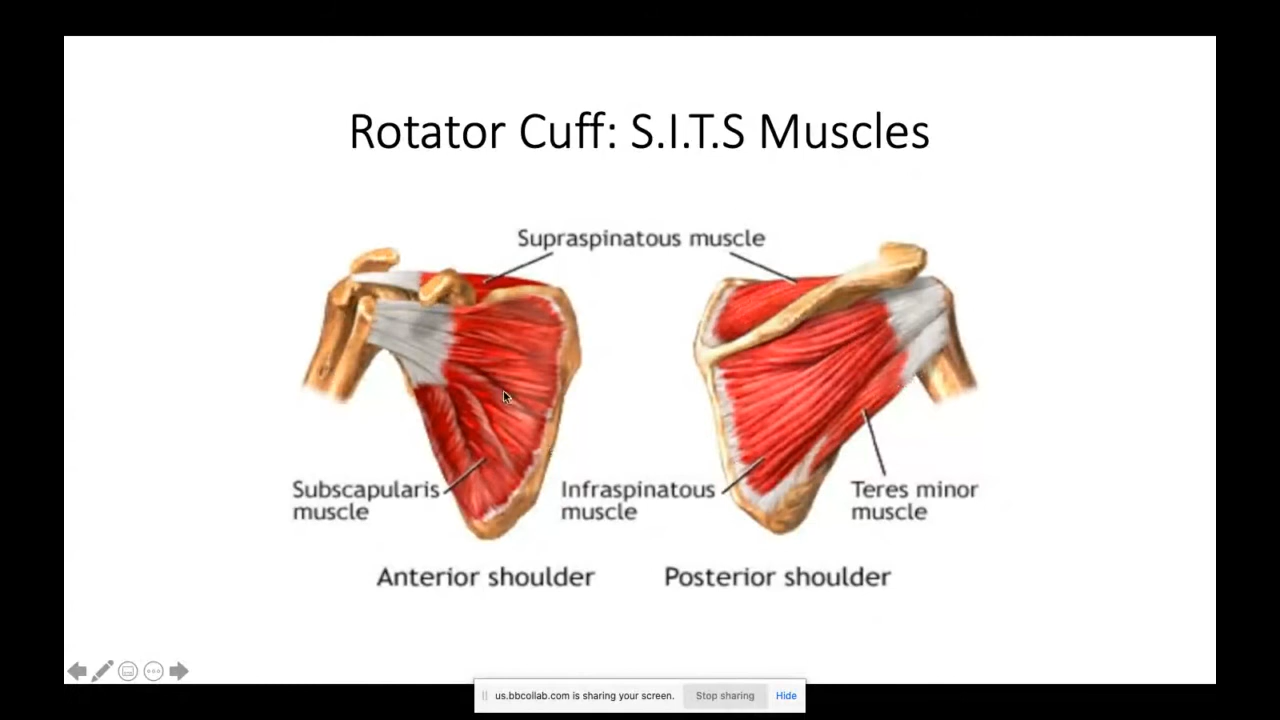 Rotator Cuff: S.I.T.S Muscles
Supraspinatous muscle
Subscapularis
muscle
Infraspinatous
muscle
Teres minor
muscle
Anterior shoulder
Posterior shoulder
us.bbcollab.com is sharing your screen.
Stop sharing
Hide